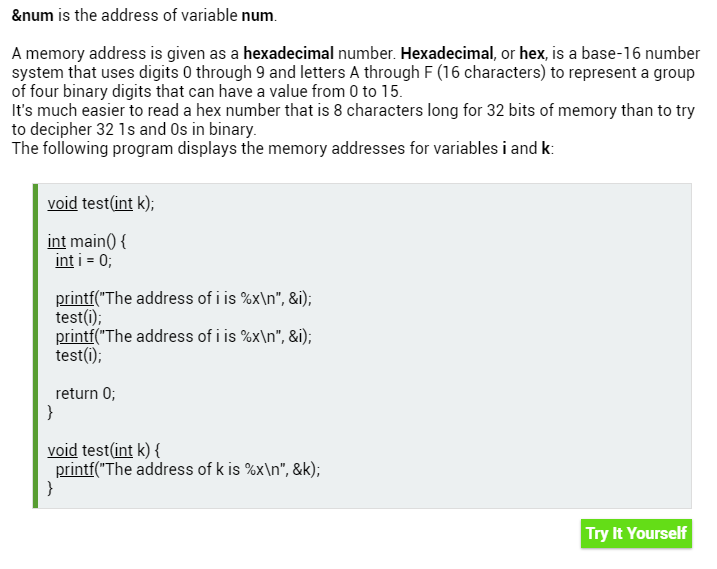 &num is the address of variable num.
A memory address is given as a hexadecimal number. Hexadecimal, or hex, is a base-16 number
system that uses digits 0 through 9 and letters A through F (16 characters) to represent a group
of four binary digits that can have a value from 0 to 15.
It's much easier to read a hex number that is 8 characters long for 32 bits of memory than to try
to decipher 32 1s and 0s in binary.
The following program displays the memory addresses for variables i and k:
void test(int k);
int main() {
int i = 0;
printf("The address of i is %x\n", &i);
test(i);
printf("The address of i is %x\n", &i);
test(i);
return 0;
}
void test(int k) {
printf("The address of k is %x\n", &k);
}
Try It Yourself